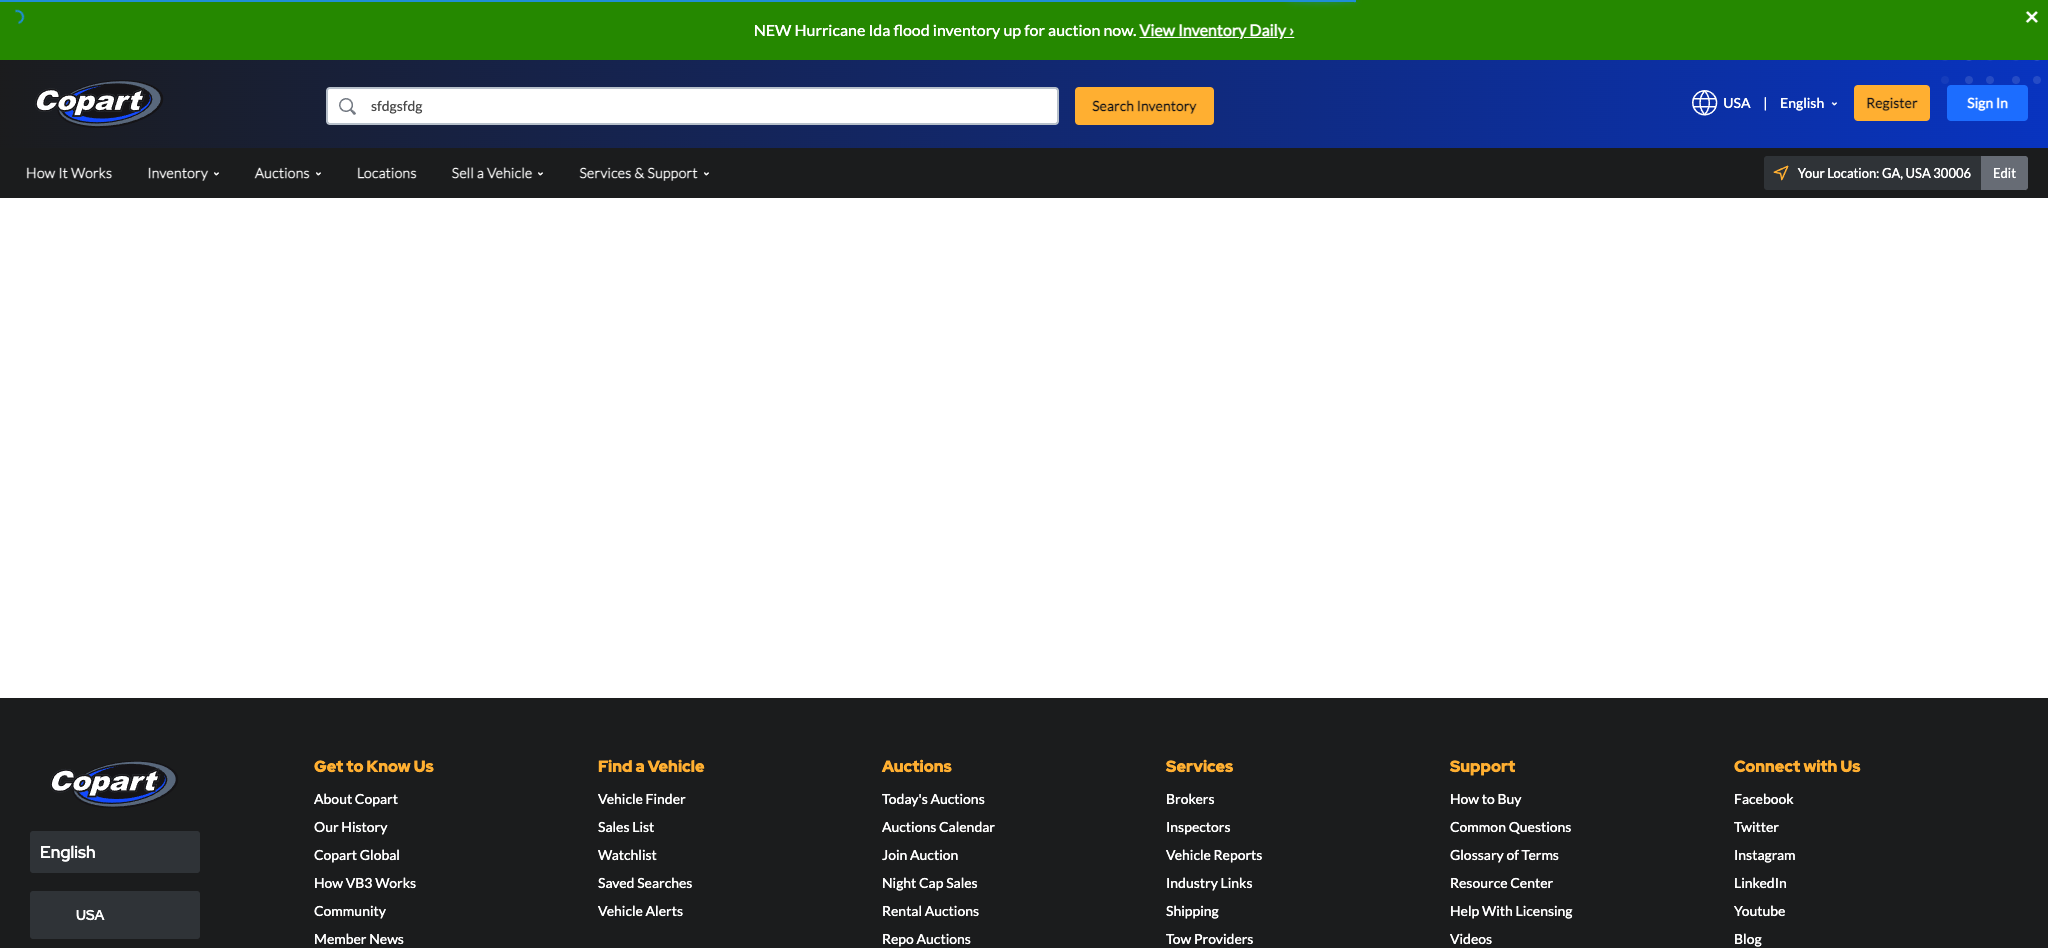 NEW Hurricane Ida flood inventory up for auction now. View Inventory Daily ›
Copart
sfdgsfdg
Search Inventory
USA | English
Register
Sign In
How It Works
Inventory
Auctions
Locations
Sell a Vehicle
Services & Support
Your Location: GA, USA 30006
Edit
Copart
English
USA
Get to Know Us
About Copart
Our History
Copart Global
How VB3 Works
Community
Member News
Find a Vehicle
Vehicle Finder
Sales List
Watchlist
Saved Searches
Vehicle Alerts
Auctions
Today's Auctions
Auctions Calendar
Join Auction
Night Cap Sales
Rental Auctions
Repo Auctions
Services
Brokers
Inspectors
Vehicle Reports
Industry Links
Shipping
Tow Providers
Support
How to Buy
Common Questions
Glossary of Terms
Resource Center
Help With Licensing
Videos
Connect with Us
Facebook
Twitter
Instagram
LinkedIn
Youtube
Blog